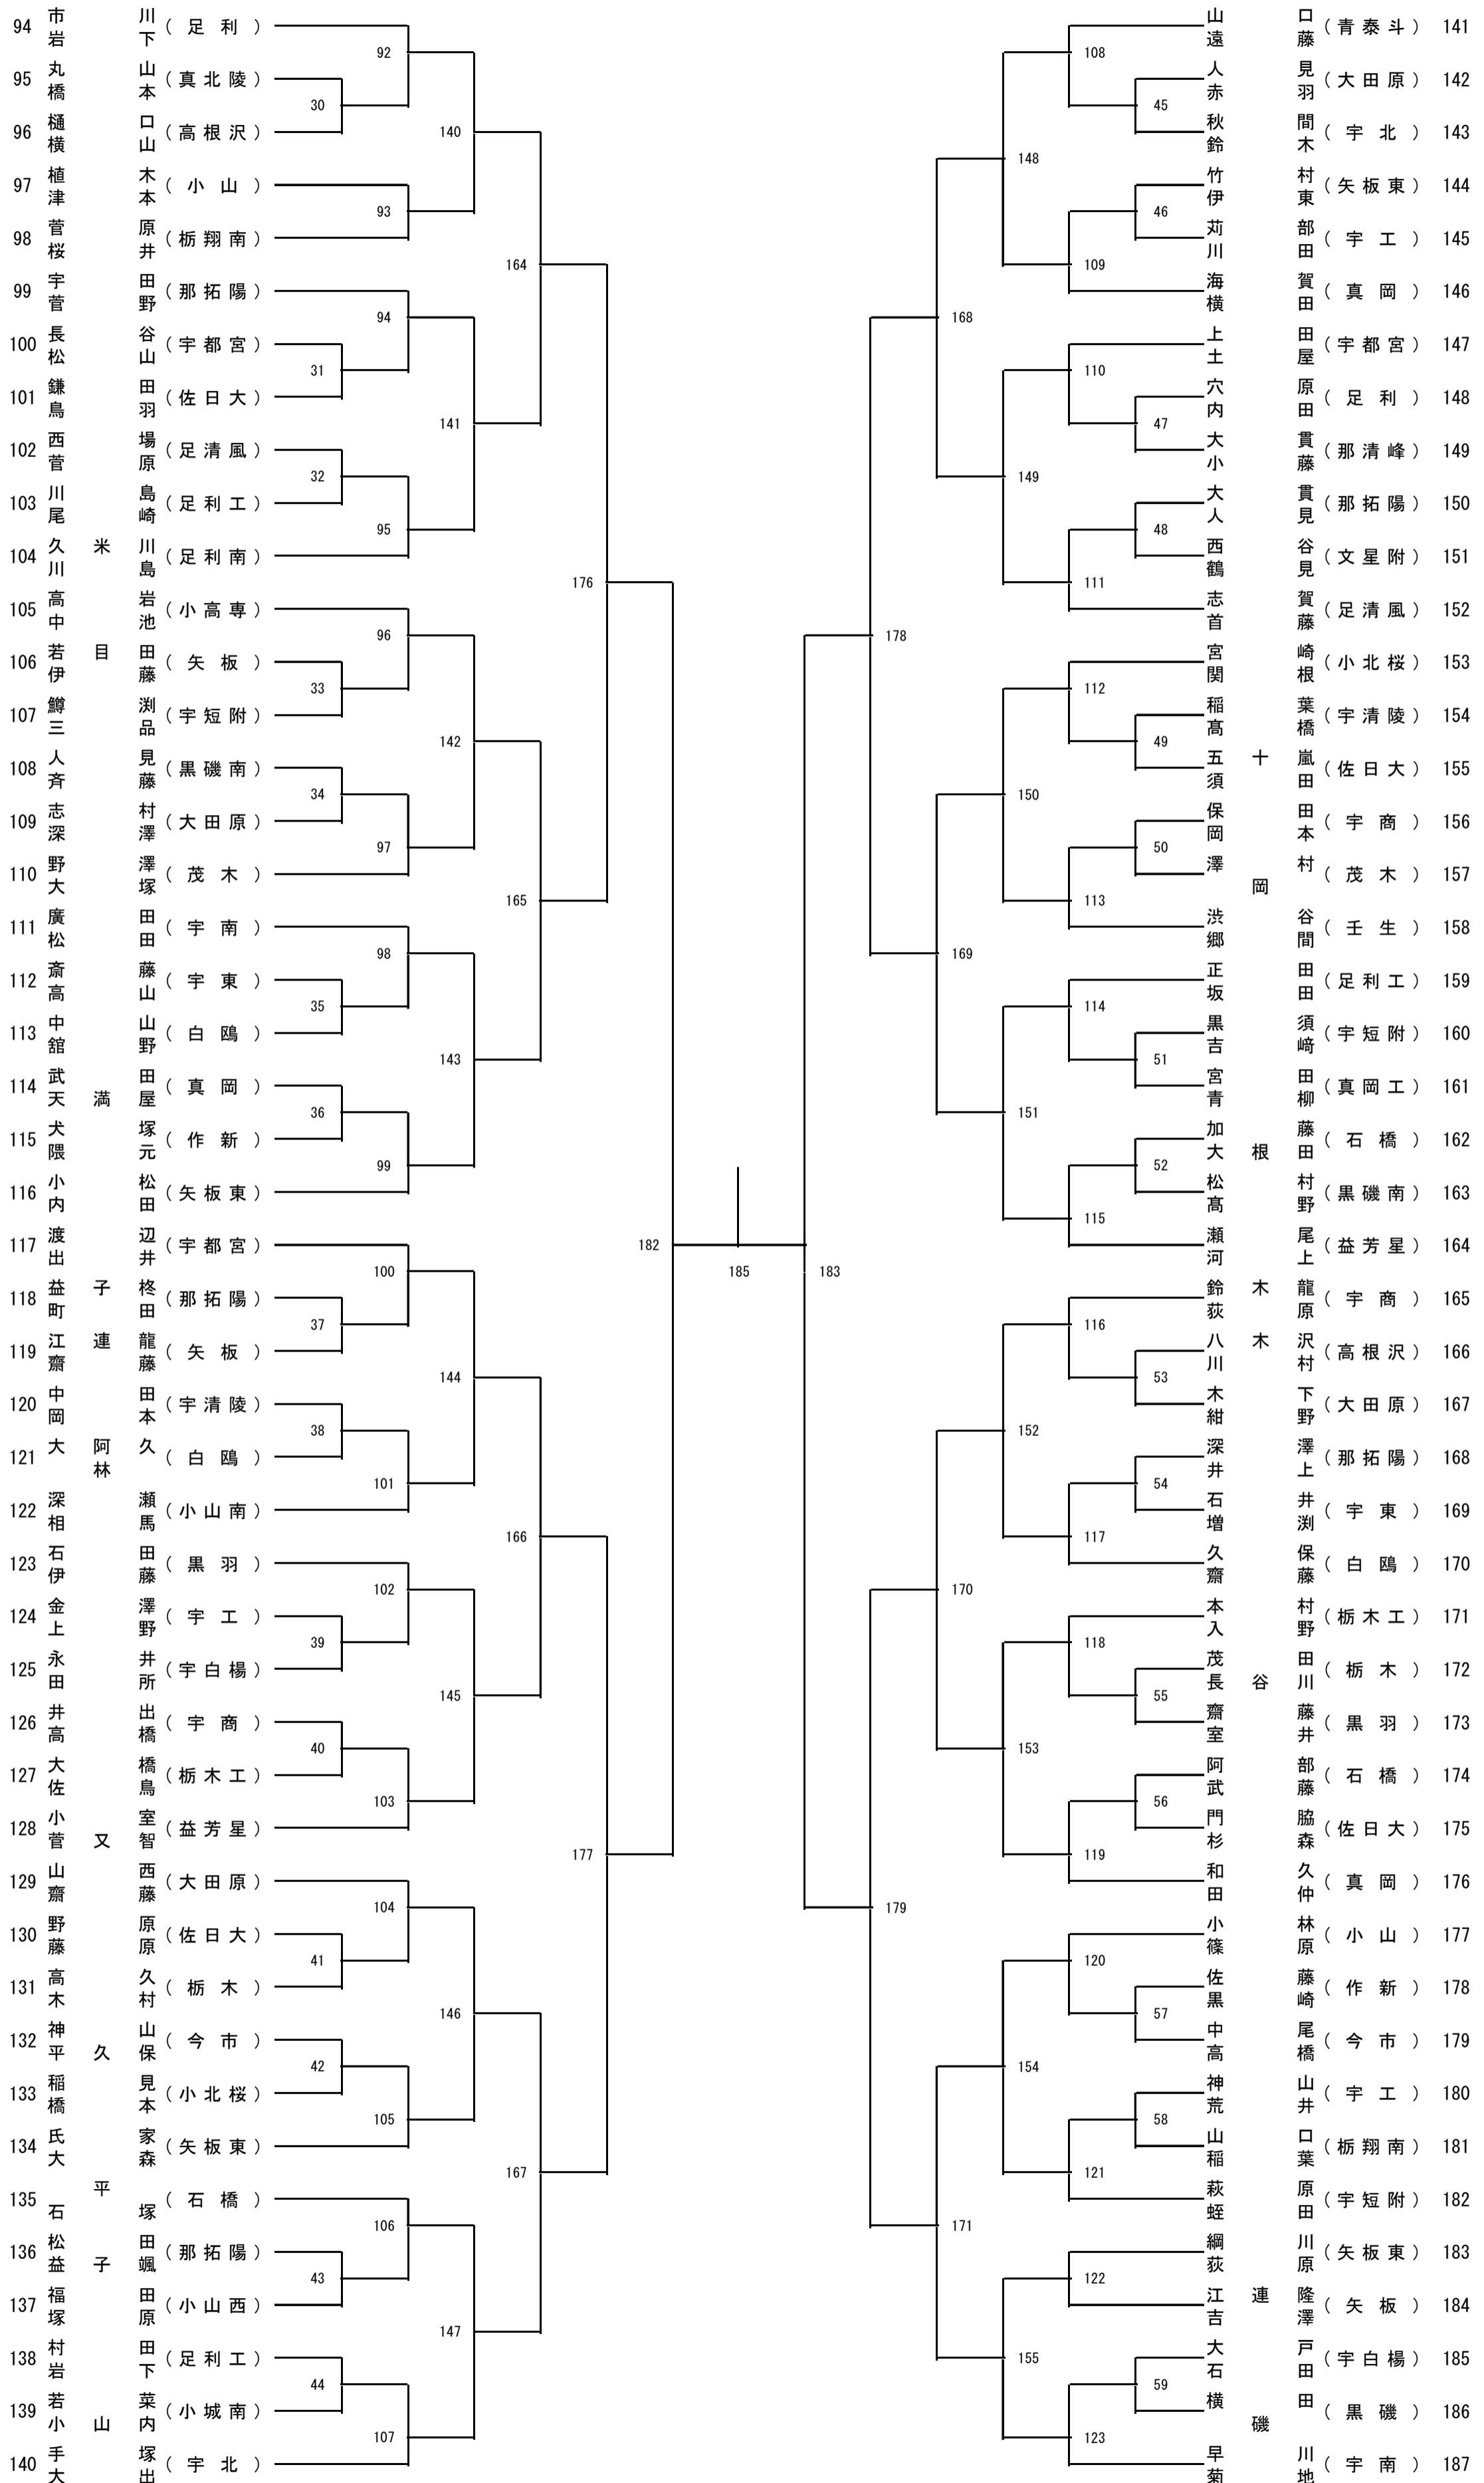 94 市川 岩下 (足利)
95 丸山 橋本 (真北陵)
96 樋口 横山 (高根沢)
97 植木 津本 (小山)
98 菅原 桜井 (栃翔南)
99 宇田 菅野 (那拓陽)
100 長谷 松山 (宇都宮)
101 鎌田 鳥羽 (佐日大)
102 西場 菅原 (足清風)
103 川島 尾崎 (足利工)
104 久米川 川島 (足利南)
105 高岩 中池 (小高専)
106 若目田 伊藤 (矢板)
107 鱒渕 三品 (宇短附)
108 人見 斉藤 (黒磯南)
109 志村 深澤 (大田原)
110 野澤 大塚 (茂木)
111 廣田 松田 (宇南)
112 斎藤 高山 (宇東)
113 中山 舘野 (白鴎)
114 武田 天満屋 (真岡)
115 犬塚 隈元 (作新)
116 小松 内田 (矢板東)
117 渡辺 出井 (宇都宮)
118 益子柊 町田 (那拓陽)
119 江連龍 齋藤 (矢板)
120 中田 岡本 (宇清陵)
121 大阿久 林 (白鴎)
122 深瀬 相馬 (小山南)
123 石田 伊藤 (黒羽)
124 金澤 上野 (宇工)
125 永井 田所 (宇白楊)
126 井出 高橋 (宇商)
127 大橋 佐鳥 (栃木工)
128 小室 菅又智 (益芳星)
129 山西 齋藤 (大田原)
130 野原 藤原 (佐日大)
131 高久 木村 (栃木)
132 神山 平久保 (今市)
133 稲見 橋本 (小北桜)
134 氏家 大森 (矢板東)
135 平 石塚 (石橋)
136 松田 益子颯 (那拓陽)
137 福田 塚原 (小山西)
138 村田 岩下 (足利工)
139 若菜 小山内 (小城南)
140 手塚 大出 (宇北)
92
30
140
93
164
94
31
141
32
95
176
96
33
142
34
97
165
98
35
143
36
99
182
100
37
144
38
101
166
102
39
145
40
103
177
104
41
146
42
105
167
106
43
147
44
107
185
183
108
45
148
46
109
168
110
47
149
48
111
178
112
49
150
50
113
169
114
51
151
52
115
116
53
152
54
117
170
118
55
153
56
119
179
120
57
154
58
121
171
122
155
59
123
山口 遠藤 (青泰斗) 141
人見 赤羽 (大田原) 142
秋間 鈴木 (宇北) 143
竹村 伊東 (矢板東) 144
苅部 川田 (宇工) 145
海賀 横田 (真岡) 146
上田 土屋 (宇都宮) 147
穴原 内田 (足利) 148
大貫 小藤 (那清峰) 149
大貫 人見 (那拓陽) 150
西谷 鶴見 (文星附) 151
志賀 首藤 (足清風) 152
宮崎 関根 (小北桜) 153
稲葉 髙橋 (宇清陵) 154
五十嵐 須田 (佐日大) 155
保田 岡本 (宇商) 156
澤村 岡 (茂木) 157
渋谷 郷間 (壬生) 158
正田 坂田 (足利工) 159
黒須 吉﨑 (宇短附) 160
宮田 青柳 (真岡工) 161
加藤 大根田 (石橋) 162
松村 髙野 (黒磯南) 163
瀬尾 河上 (益芳星) 164
鈴木龍 荻原 (宇商) 165
八木沢 川村 (高根沢) 166
木下 紺野 (大田原) 167
深澤 井上 (那拓陽) 168
石井 増渕 (宇東) 169
久保 齋藤 (白鴎) 170
本村 入野 (栃木工) 171
茂田 長谷川 (栃木) 172
齋藤 室井 (黒羽) 173
阿部 武藤 (石橋) 174
門脇 杉森 (佐日大) 175
和久 田仲 (真岡) 176
小林 篠原 (小山) 177
佐藤 黒崎 (作新) 178
中尾 高橋 (今市) 179
神山 荒井 (宇工) 180
山口 稲葉 (栃翔南) 181
萩原 蛭田 (宇短附) 182
綱川 荻原 (矢板東) 183
江連隆 吉澤 (矢板) 184
大戸 石田 (宇白楊) 185
横田 磯 (黒磯) 186
早川 菊地 (宇南) 187